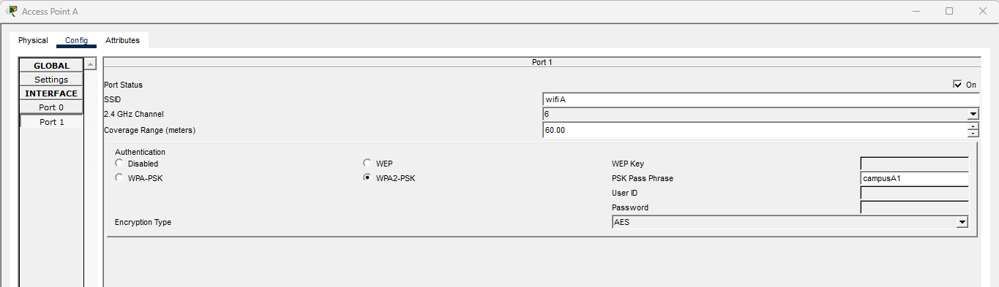 Access Point A
Physical Config Attributes
GLOBAL
Settings
INTERFACE
Port 0
Port 1
Port 1
Port Status On
SSID wifiA
2.4 GHz Channel 6
Coverage Range (meters) 60.00
Authentication
Disabled WEP WEP Key
WPA-PSK WPA2-PSK PSK Pass Phrase campusA1
User ID
Password
Encryption Type AES